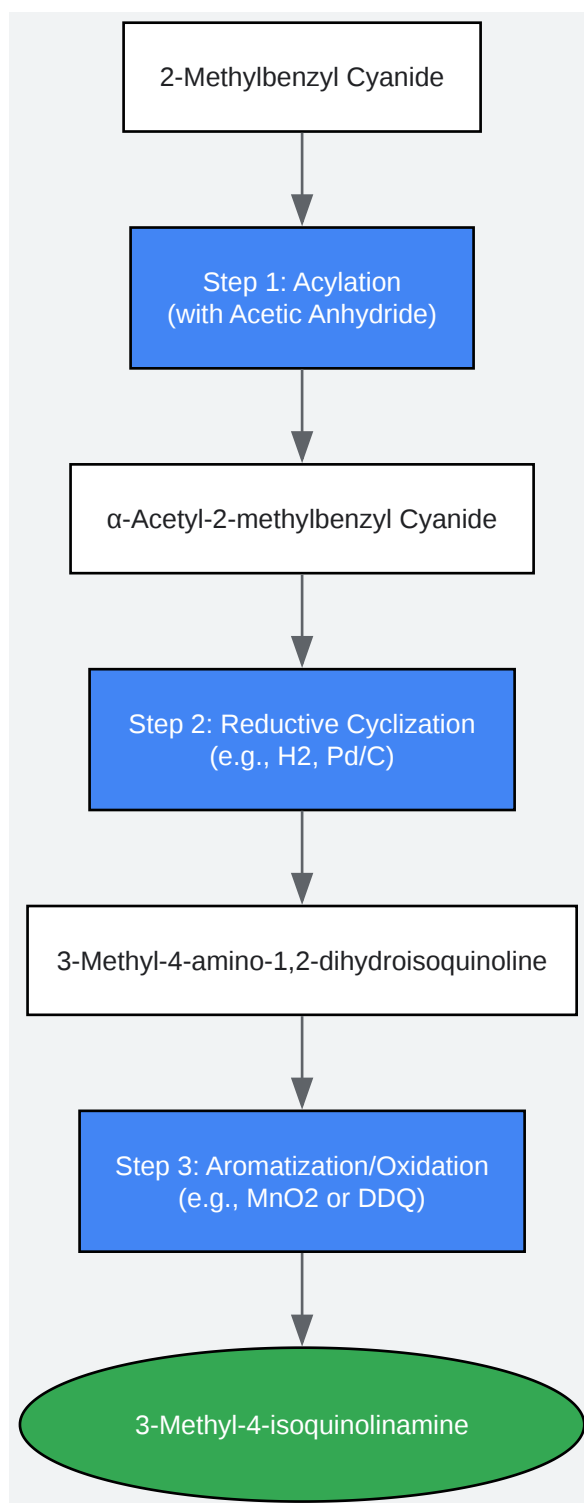 2-Methylbenzyl Cyanide
Step 1: Acylation
(with Acetic Anhydride)
α-Acetyl-2-methylbenzyl Cyanide
Step 2: Reductive Cyclization
(e.g., H2, Pd/C)
3-Methyl-4-amino-1,2-dihydroisoquinoline
Step 3: Aromatization/Oxidation
(e.g., MnO2 or DDQ)
3-Methyl-4-isoquinolinamine